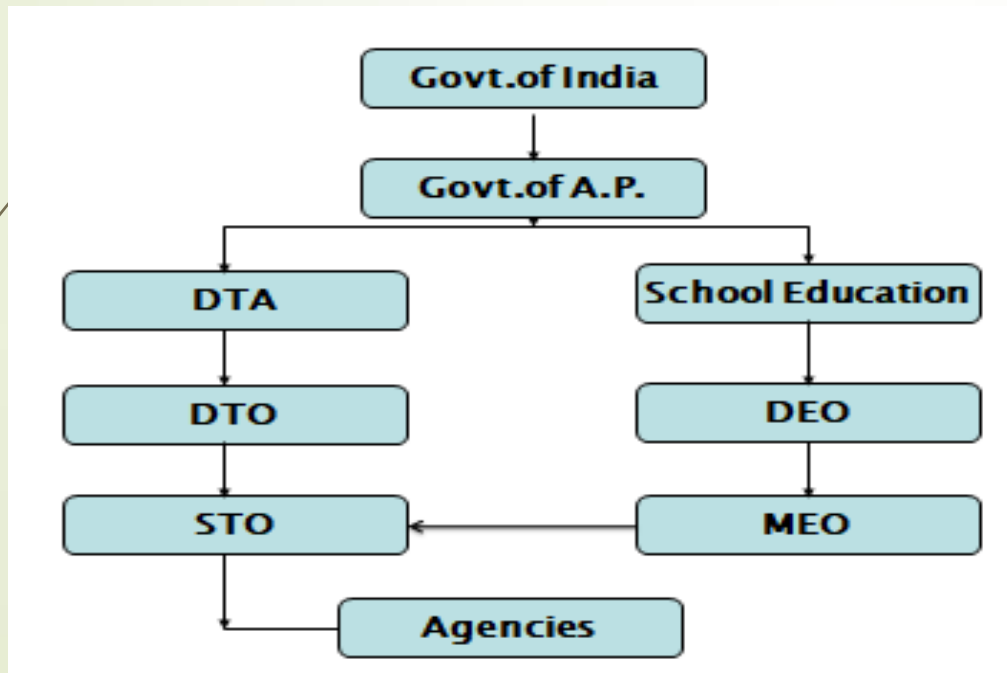 Govt.of India
Govt.of A.P.
DTA
School Education
DTO
DEO
STO
MEO
Agencies